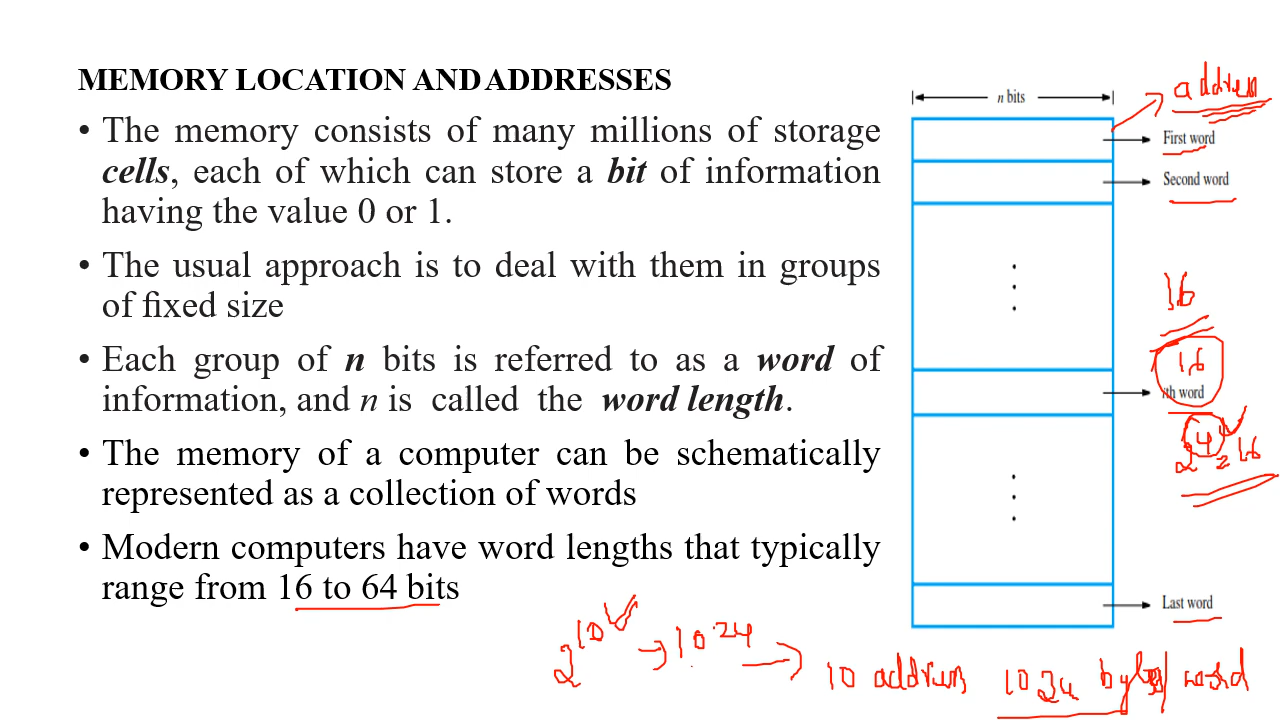 MEMORY LOCATION AND ADDRESSES
• The memory consists of many millions of storage
cells, each of which can store a bit of information
having the value 0 or 1.
• The usual approach is to deal with them in groups
of fixed size
• Each group of n bits is referred to as a word of
information, and n is called the word length.
• The memory of a computer can be schematically
represented as a collection of words
• Modern computers have word lengths that typically
range from 16 to 64 bits
n bits
address
First word
Second word
16
16
ith word
2^4 = 16
Last word
2^10 → 1024 → 10 address 1024 bytes/ word